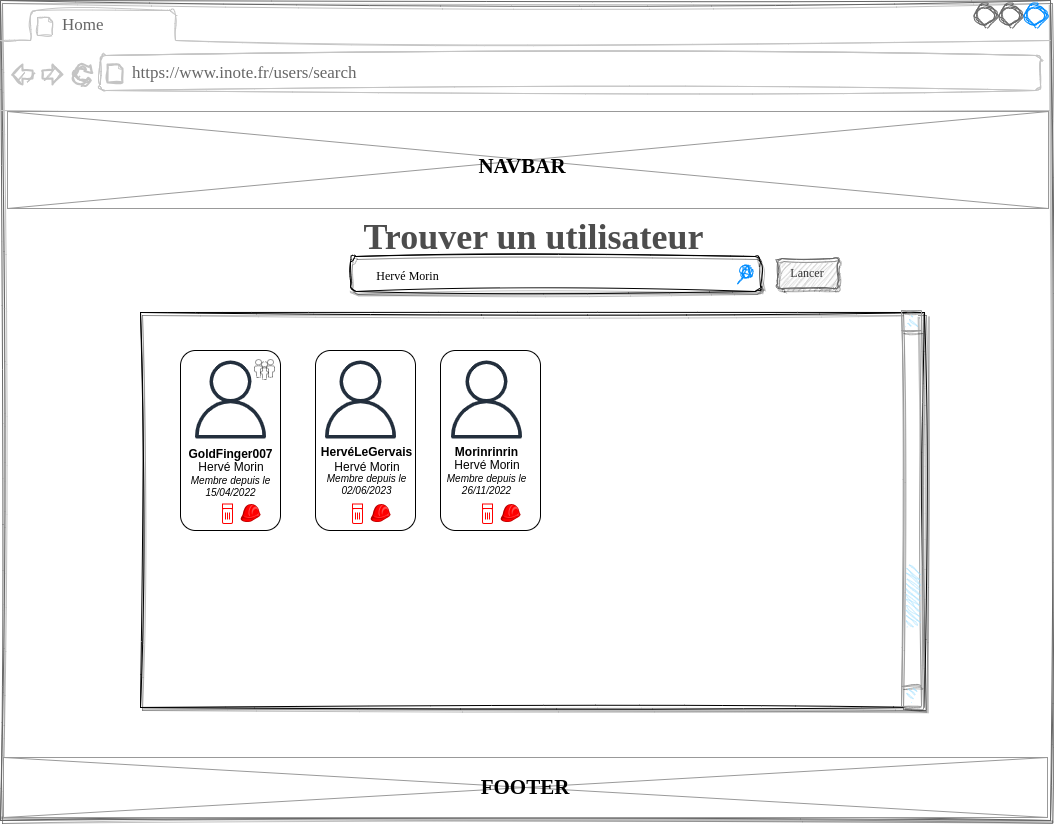 Home
https://www.inote.fr/users/search
NAVBAR
Trouver un utilisateur
Hervé Morin
Lancer
GoldFinger007
Hervé Morin
Membre depuis le
15/04/2022
HervéLeGervais
Hervé Morin
Membre depuis le
02/06/2023
Morinrinrin
Hervé Morin
Membre depuis le
26/11/2022
FOOTER